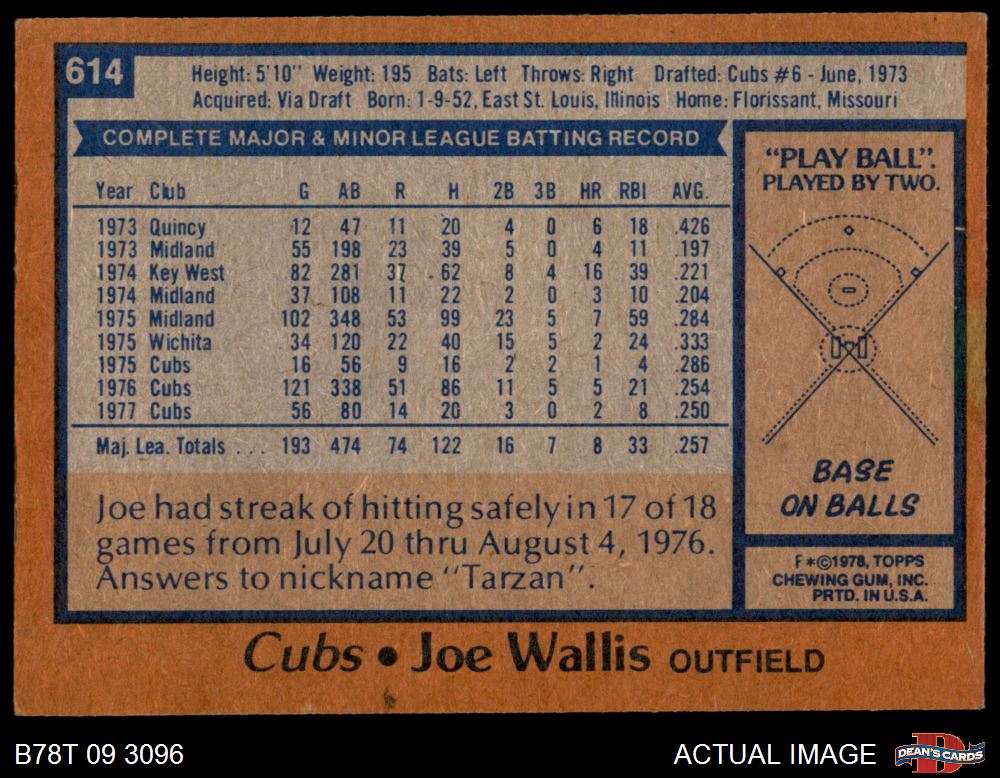 614
Height: 5'10" Weight: 195 Bats: Left Throws: Right Drafted: Cubs #6 - June, 1973
Acquired: Via Draft Born: 1-9-52, East St. Louis, Illinois Home: Florissant, Missouri
COMPLETE MAJOR & MINOR LEAGUE BATTING RECORD
Year Club G AB R H 2B 3B HR RBI AVG.
1973 Quincy 12 47 11 20 4 0 6 18 .426
1973 Midland 55 198 23 39 5 0 4 11 .197
1974 Key West 82 281 37 62 8 4 16 39 .221
1974 Midland 37 108 11 22 2 0 3 10 .204
1975 Midland 102 348 53 99 23 5 7 59 .284
1975 Wichita 34 120 22 40 15 5 2 24 .333
1975 Cubs 16 56 9 16 2 2 1 4 .286
1976 Cubs 121 338 51 86 11 5 5 21 .254
1977 Cubs 56 80 14 20 3 0 2 8 .250
Maj. Lea. Totals . . . 193 474 74 122 16 7 8 33 .257
Joe had streak of hitting safely in 17 of 18
games from July 20 thru August 4, 1976.
Answers to nickname "Tarzan".
"PLAY BALL".
PLAYED BY TWO.
BASE
ON BALLS
F*©1978, TOPPS
CHEWING GUM, INC.
PRTD. IN U.S.A.
Cubs • Joe Wallis OUTFIELD
B78T 09 3096
ACTUAL IMAGE
DEAN'S CARDS